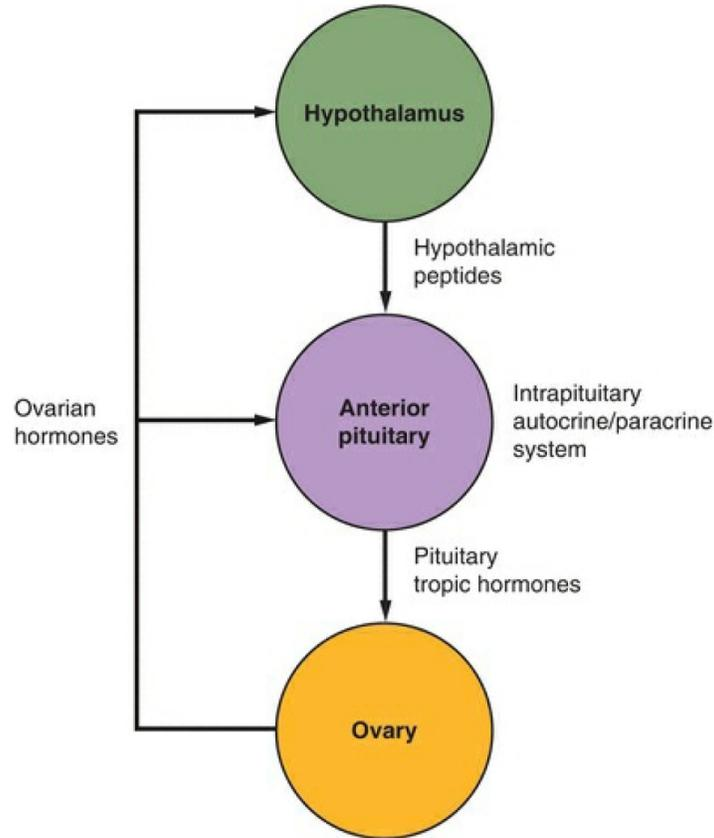 Hypothalamus
Hypothalamic
peptides
Ovarian
hormones
Anterior
pituitary
Intrapituitary
autocrine/paracrine
system
Pituitary
tropic hormones
Ovary